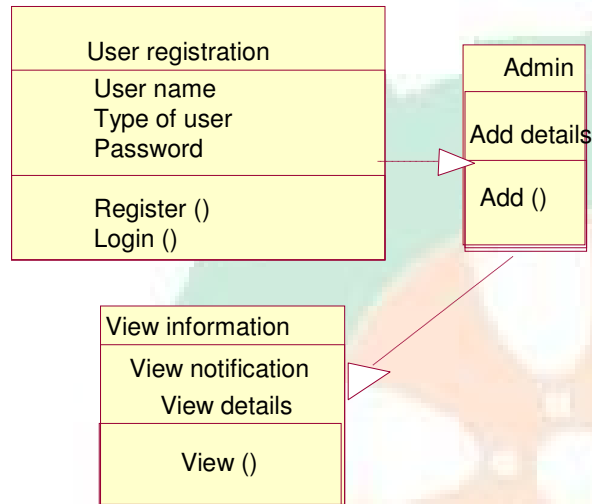 User registration
User name
Type of user
Password
Register ()
Login ()
Admin
Add details
Add ()
View information
View notification
View details
View ()